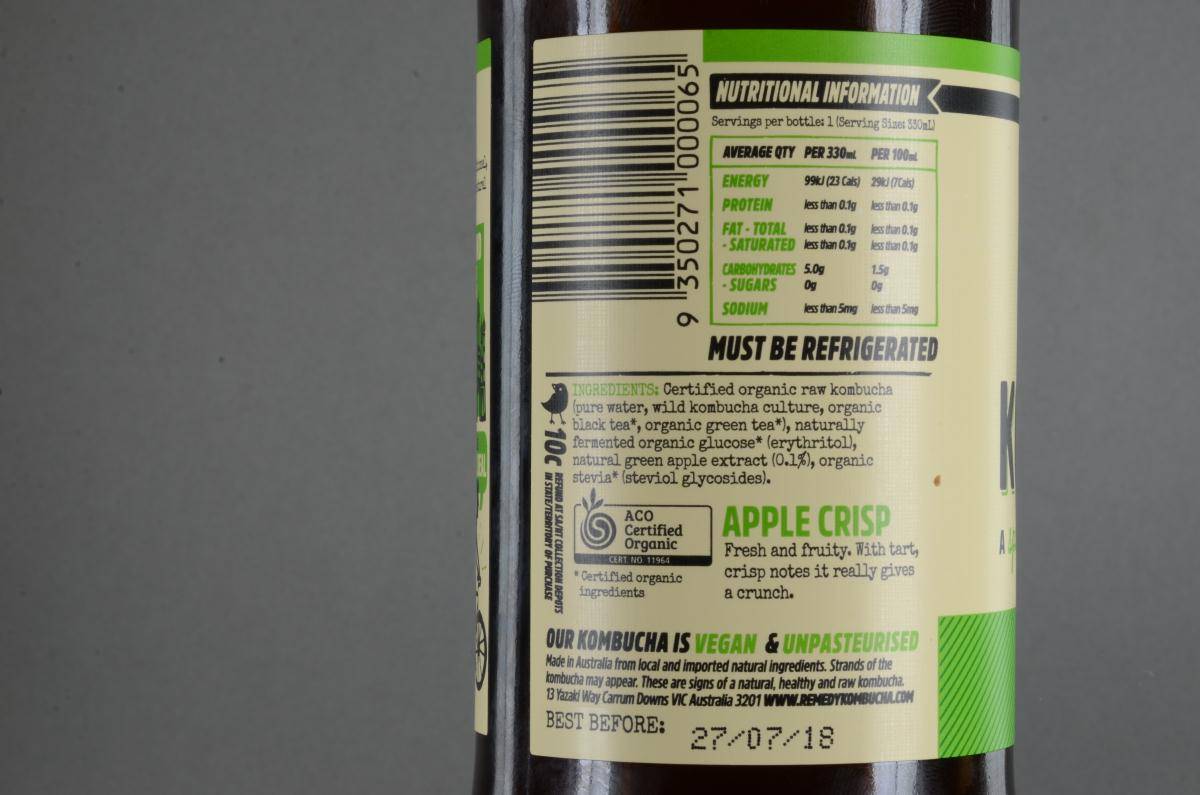 9 350271 000065
NUTRITIONAL INFORMATION
Servings per bottle: 1 (Serving Size: 330mL)
AVERAGE QTY PER 330mL PER 100mL
ENERGY 99kJ (23 Cals) 29kJ (7Cals)
PROTEIN less than 0.1g less than 0.1g
FAT - TOTAL less than 0.1g less than 0.1g
- SATURATED less than 0.1g less than 0.1g
CARBOHYDRATES 5.0g 1.5g
- SUGARS 0g 0g
SODIUM less than 5mg less than 5mg
MUST BE REFRIGERATED
INGREDIENTS: Certified organic raw kombucha
(pure water, wild kombucha culture, organic
black tea*, organic green tea*), naturally
fermented organic glucose* (erythritol),
natural green apple extract (0.1%), organic
stevia* (steviol glycosides).
10c
REFUND AT SA/NT COLLECTION DEPOTS
IN STATE/TERRITORY OF PURCHASE
ACO
Certified
Organic
CERT. NO. 11964
* Certified organic
ingredients
APPLE CRISP
Fresh and fruity. With tart,
crisp notes it really gives
a crunch.
OUR KOMBUCHA IS VEGAN & UNPASTEURISED
Made in Australia from local and imported natural ingredients. Strands of the
kombucha may appear. These are signs of a natural, healthy and raw kombucha.
13 Yazaki Way Carrum Downs VIC Australia 3201 WWW.REMEDYKOMBUCHA.COM
BEST BEFORE: 27/07/18
K
A